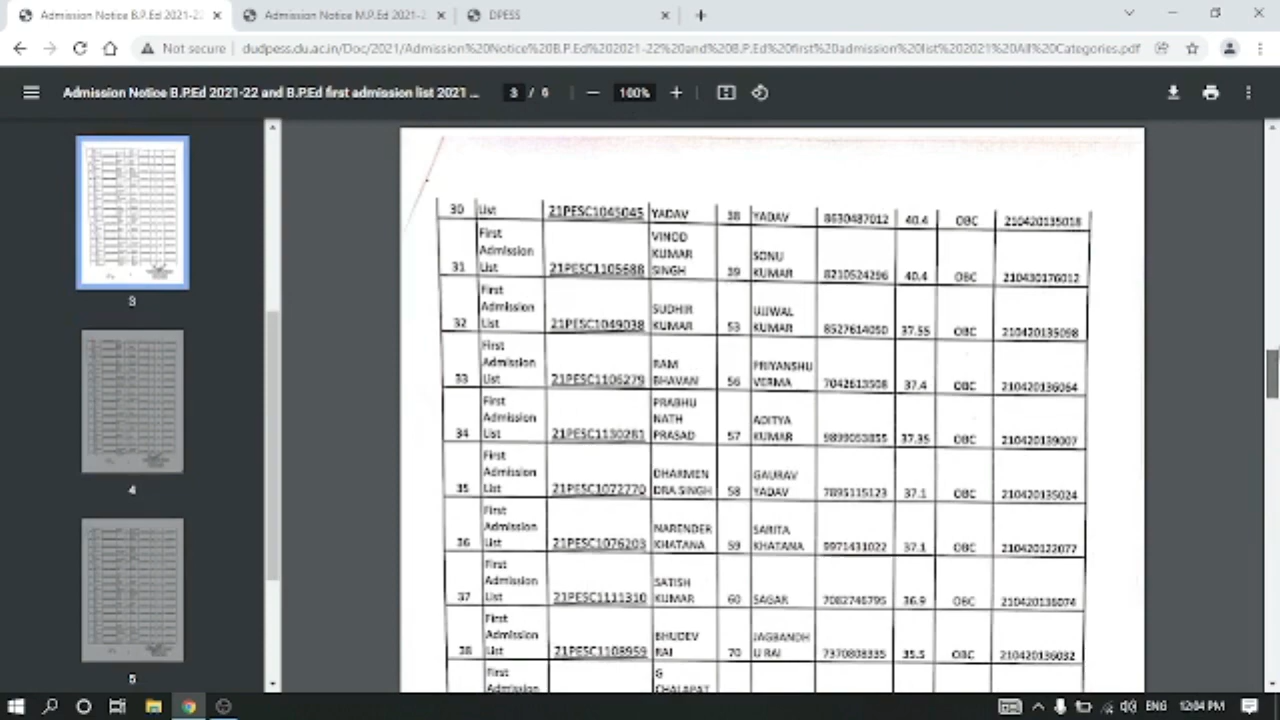 Admission Notice B.P.Ed 2021-22
Admission Notice M.P.Ed 2021-2
DPESS
Not secure
dudpess.du.ac.in/Doc/2021/Admission%20Notice%20B.P.Ed%202021-22%20and%20B.P.Ed%20first%20admission%20list%202021%20All%20Categories.pdf
Admission Notice B.P.Ed 2021-22 and B.P.Ed first admission list 2021 ...
3 / 6
100%
3
4
5
30 List 21PESC1045045 YADAV 38 YADAV 8630487012 40.4 OBC 210420135018
First
Admission
List
31 21PESC1105688 VINOD KUMAR SINGH 39 SONU KUMAR 8210524296 40.4 OBC 210430176012
First
Admission
List
32 21PESC1049038 SUDHIR KUMAR 53 UJJWAL KUMAR 8527614050 37.55 OBC 210420135098
First
Admission
List
33 21PESC1106279 RAM BHAVAN 56 PRIYANSHU VERMA 7042613508 37.4 OBC 210420136064
First
Admission
List
34 21PESC1130281 PRABHU NATH PRASAD 57 ADITYA KUMAR 37.35 OBC 210420139007
First
Admission
List
35 21PESC1072770 DHARMEN DRA SINGH 58 GAURAV YADAV 7895115123 37.1 OBC 210420135024
First
Admission
List
36 21PESC1076203 NARENDER KHATANA 59 SARITA KHATANA 9971431022 37.1 OBC 210420122077
First
Admission
List
37 21PESC1111310 SATISH KUMAR 60 SAGAR 7082746795 36.9 OBC 210420136074
First
Admission
List
38 21PESC1108959 BHUDEV RAI 70 JAGBANDH U RAI 7370808335 35.5 OBC 210420136032
First
Admission
G
CHALAPAT
ENG
12:04 PM